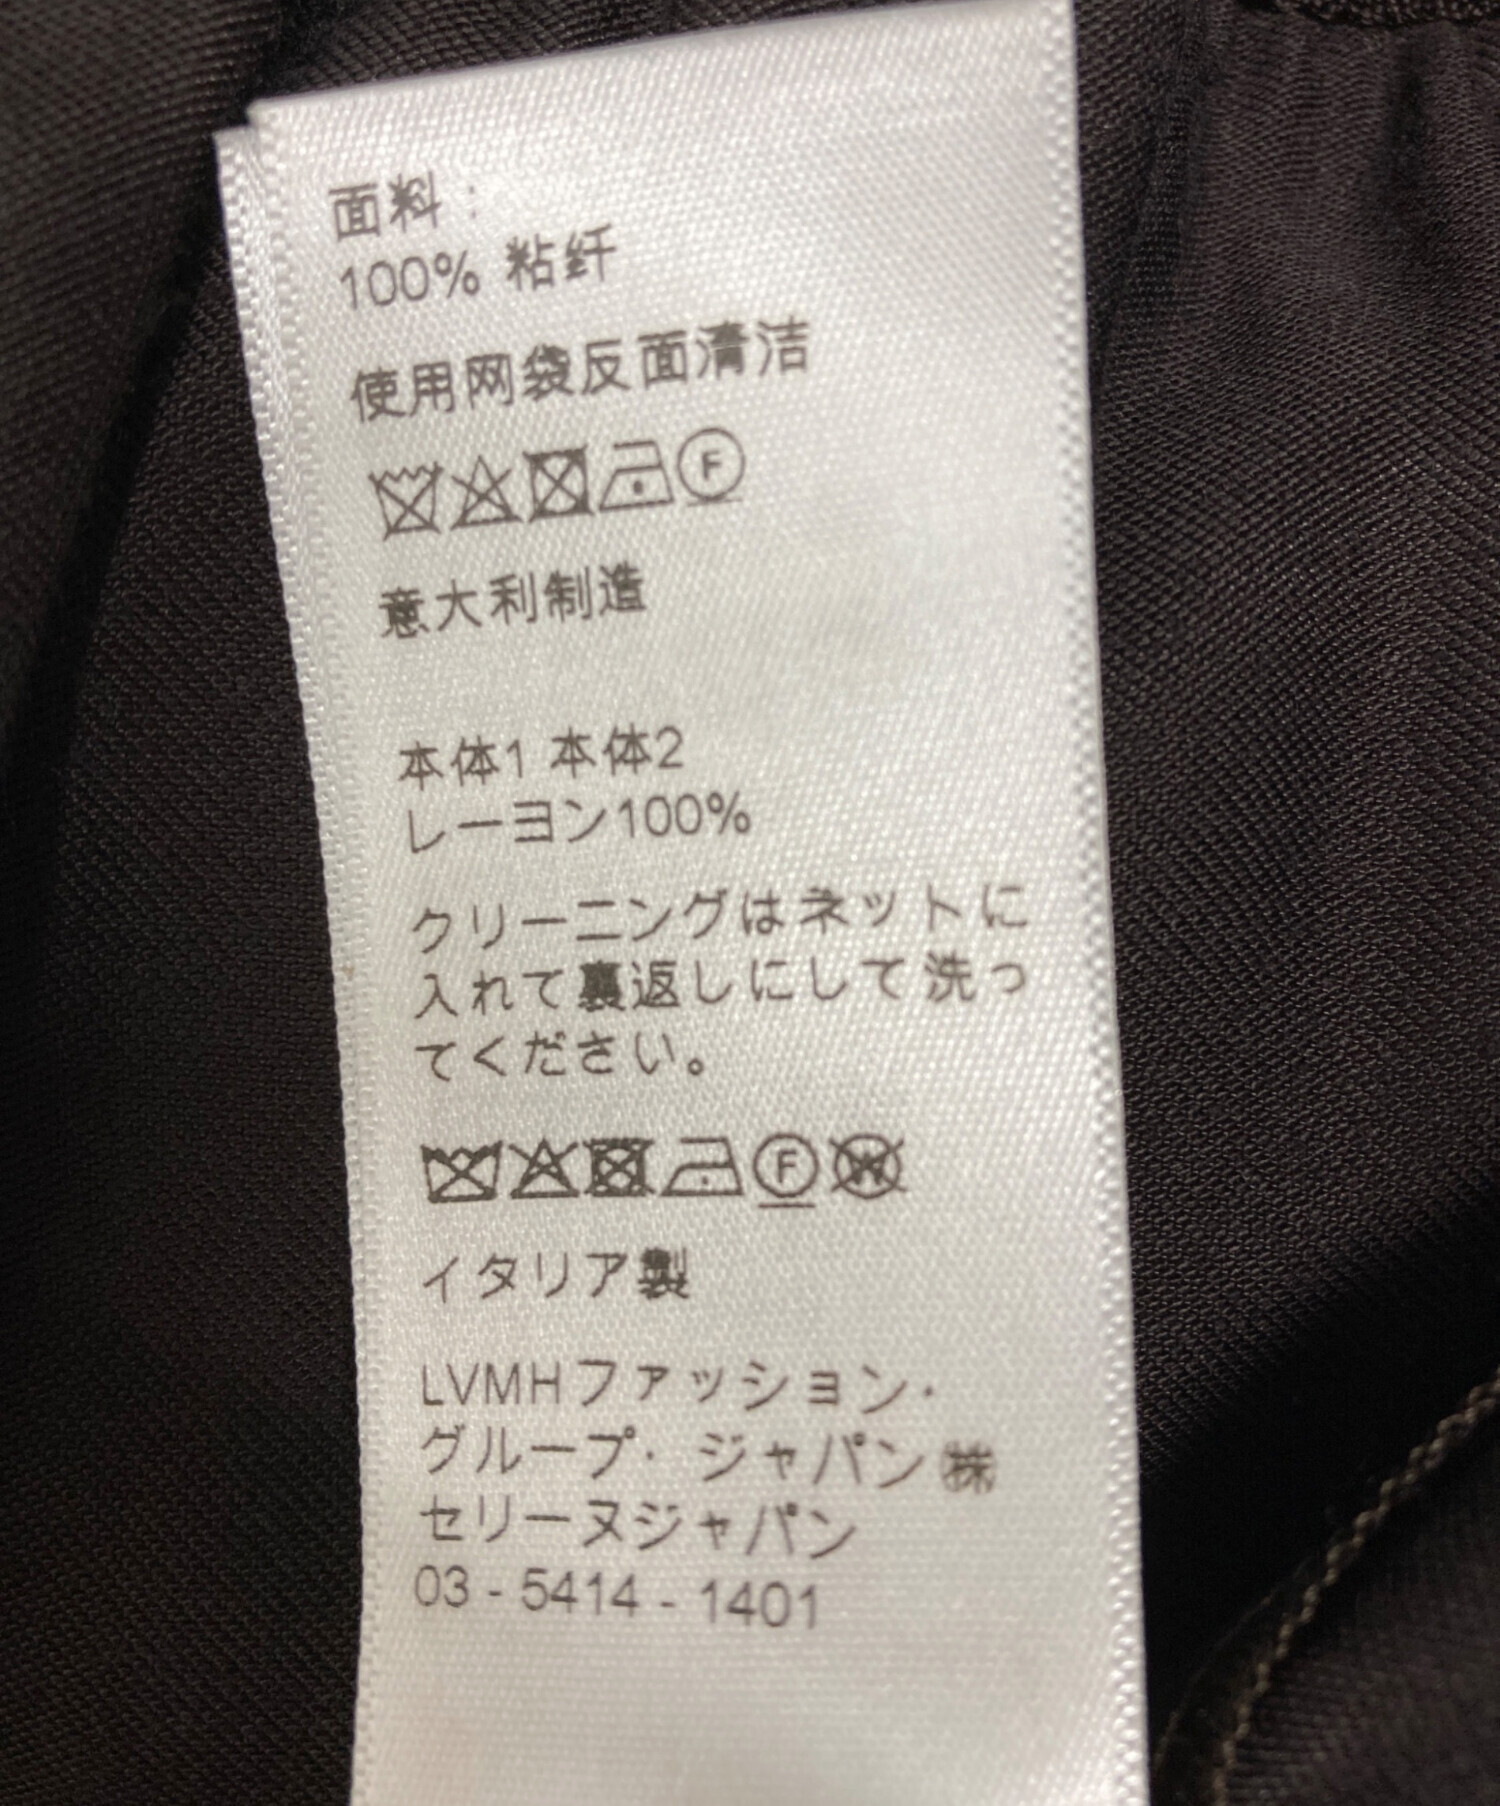 面料：
100% 粘纤
使用网袋反面清洁
F
意大利制造
本体1 本体2
レーヨン100%
クリーニングはネットに
入れて裏返しにして洗っ
てください。
F W
イタリア製
LVMHファッション・
グループ・ジャパン㈱
セリーヌジャパン
03 - 5414 - 1401